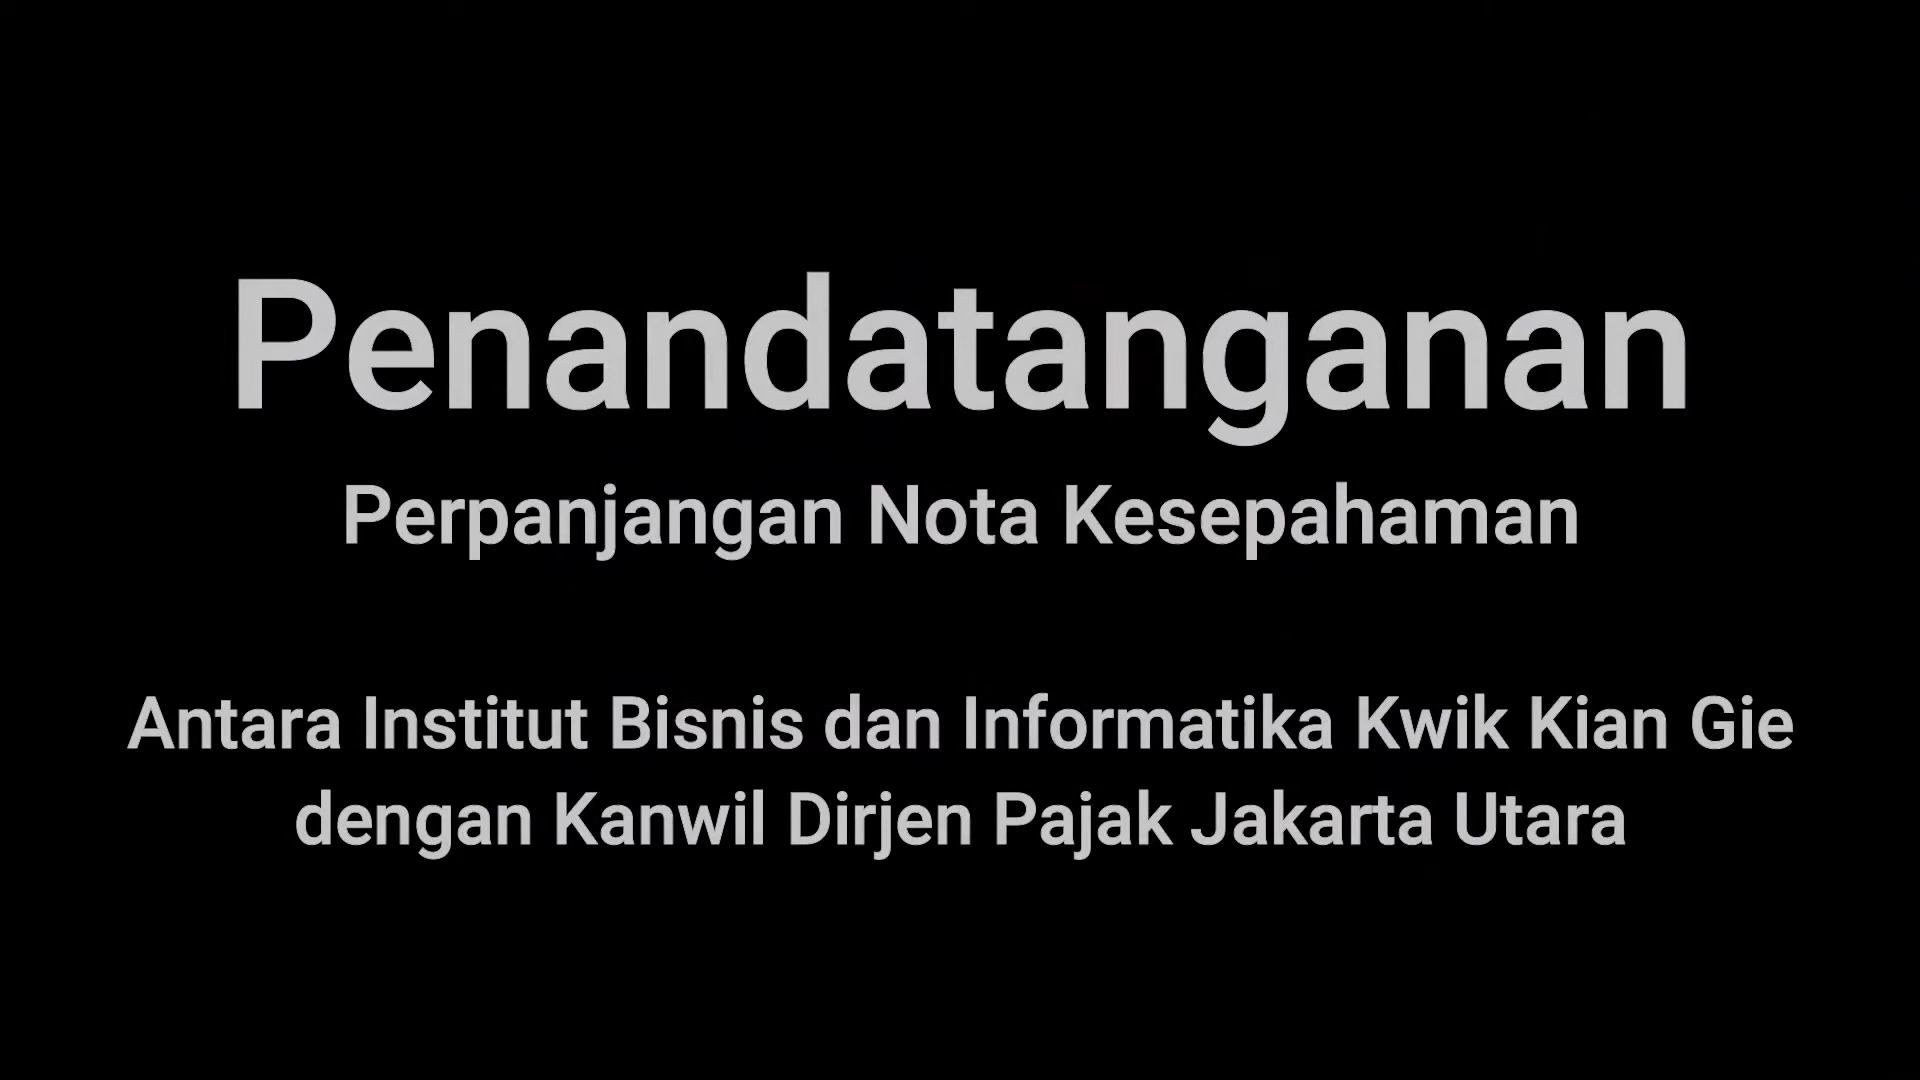 Penandatanganan
Perpanjangan Nota Kesepahaman
Antara Institut Bisnis dan Informatika Kwik Kian Gie
dengan Kanwil Dirjen Pajak Jakarta Utara